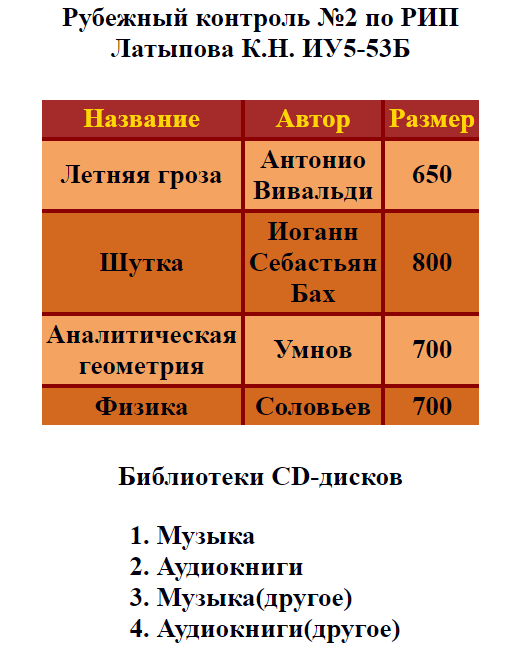 Рубежный контроль №2 по РИП
Латыпова К.Н. ИУ5-53Б
Название Автор Размер
Летняя гроза Антонио Вивальди 650
Шутка Иоганн Себастьян Бах 800
Аналитическая геометрия Умнов 700
Физика Соловьев 700
Библиотеки CD-дисков
1. Музыка
2. Аудиокниги
3. Музыка(другое)
4. Аудиокниги(другое)